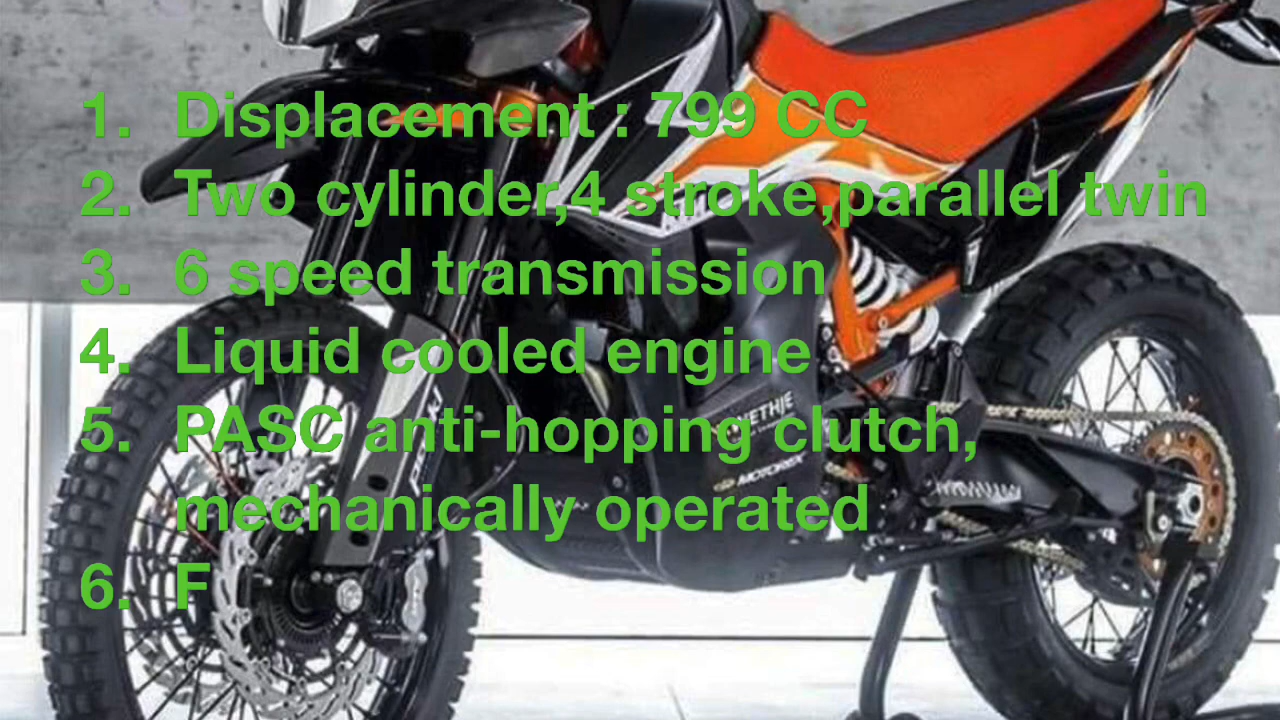 1. Displacement : 799 CC
2. Two cylinder,4 stroke,parallel twin
3. 6 speed transmission
4. Liquid cooled engine
5. PASC anti-hopping clutch,
mechanically operated
6. F
MOTOREX